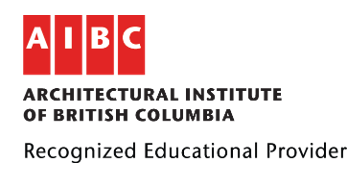 AIBC
ARCHITECTURAL INSTITUTE
OF BRITISH COLUMBIA
Recognized Educational Provider